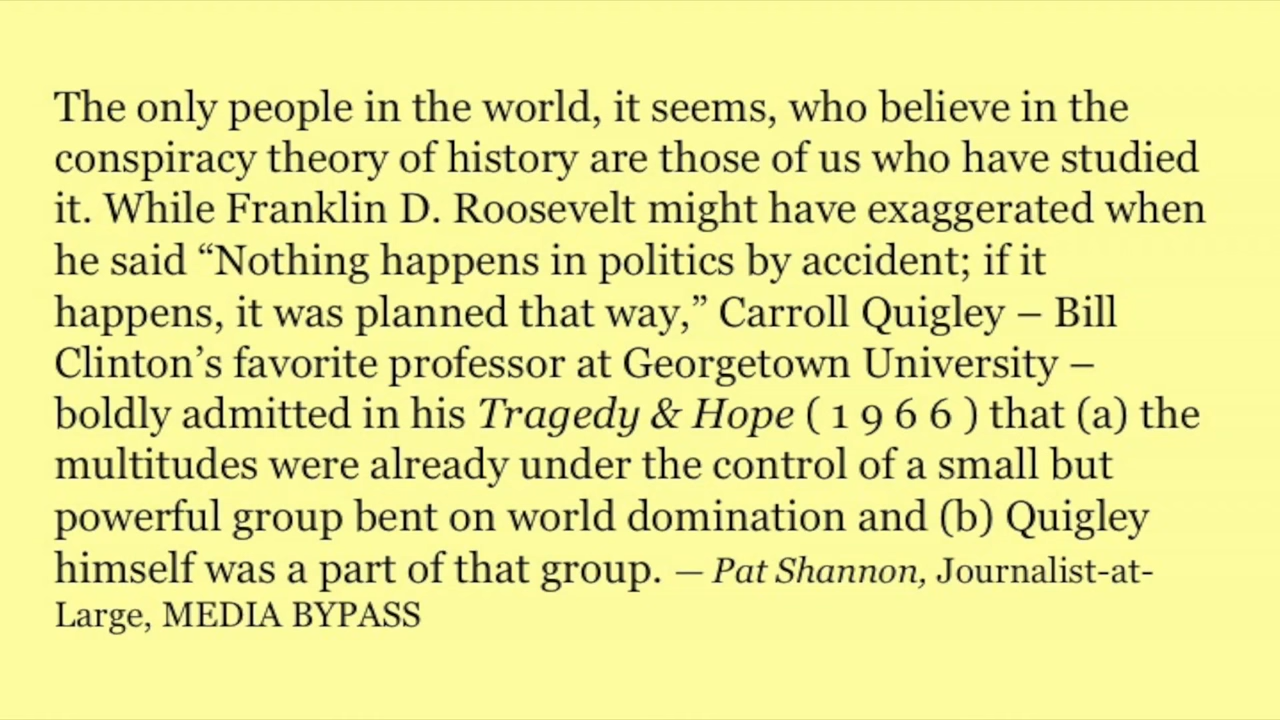 The only people in the world, it seems, who believe in the
conspiracy theory of history are those of us who have studied
it. While Franklin D. Roosevelt might have exaggerated when
he said “Nothing happens in politics by accident; if it
happens, it was planned that way,” Carroll Quigley – Bill
Clinton’s favorite professor at Georgetown University –
boldly admitted in his Tragedy & Hope ( 1 9 6 6 ) that (a) the
multitudes were already under the control of a small but
powerful group bent on world domination and (b) Quigley
himself was a part of that group. — Pat Shannon, Journalist-at-
Large, MEDIA BYPASS